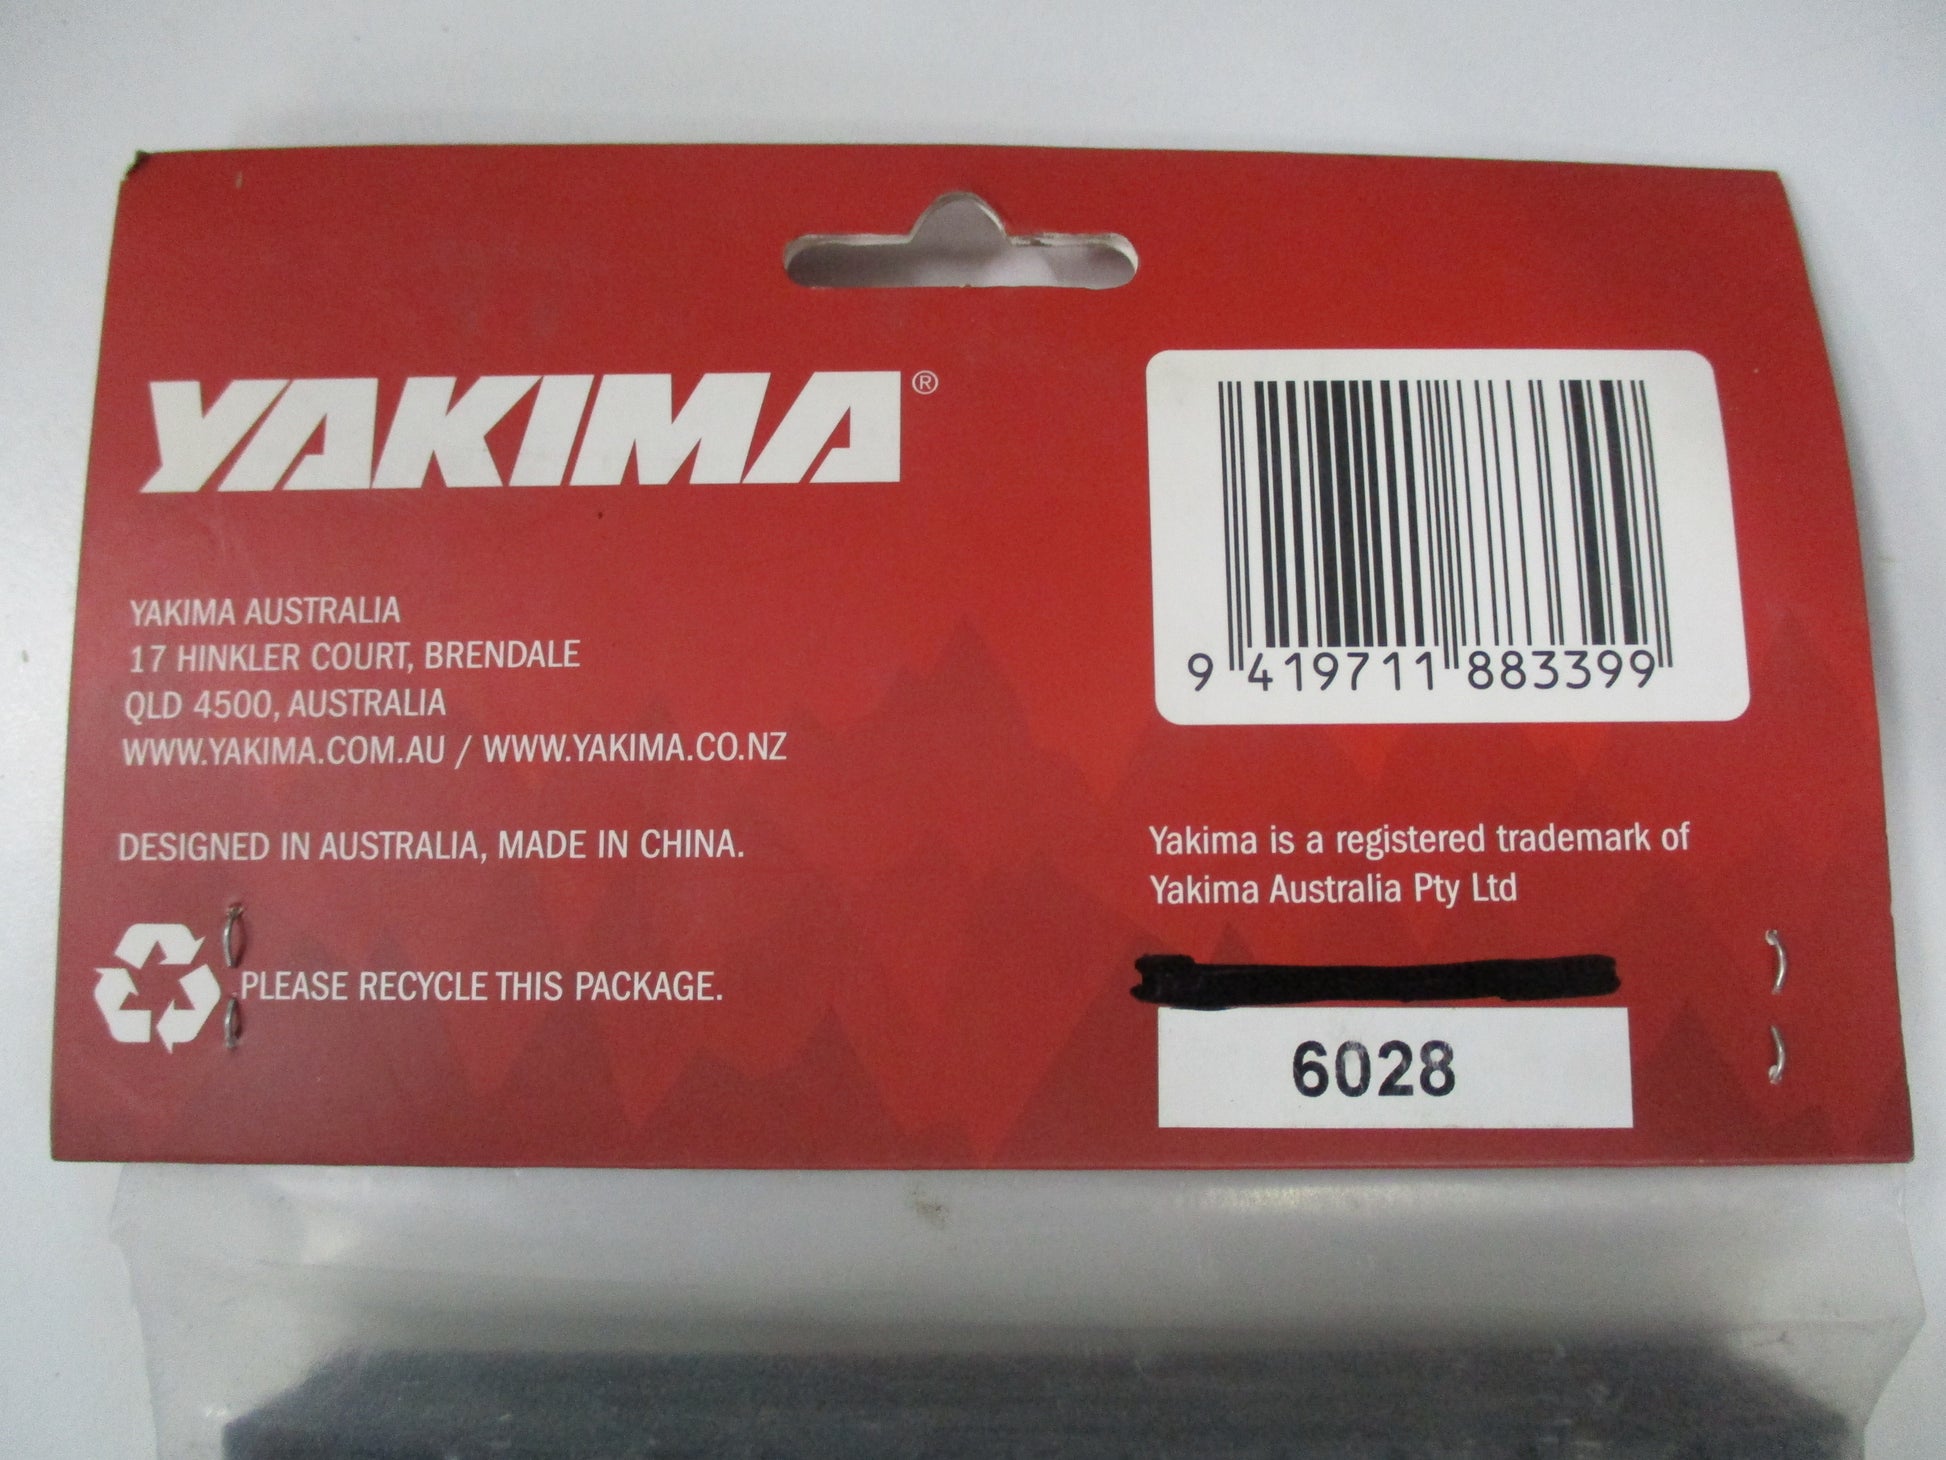 YAKIMA®
YAKIMA AUSTRALIA
17 HINKLER COURT, BRENDALE
QLD 4500, AUSTRALIA
WWW.YAKIMA.COM.AU / WWW.YAKIMA.CO.NZ
DESIGNED IN AUSTRALIA, MADE IN CHINA.
PLEASE RECYCLE THIS PACKAGE.
9 419711 883399
Yakima is a registered trademark of
Yakima Australia Pty Ltd
6028